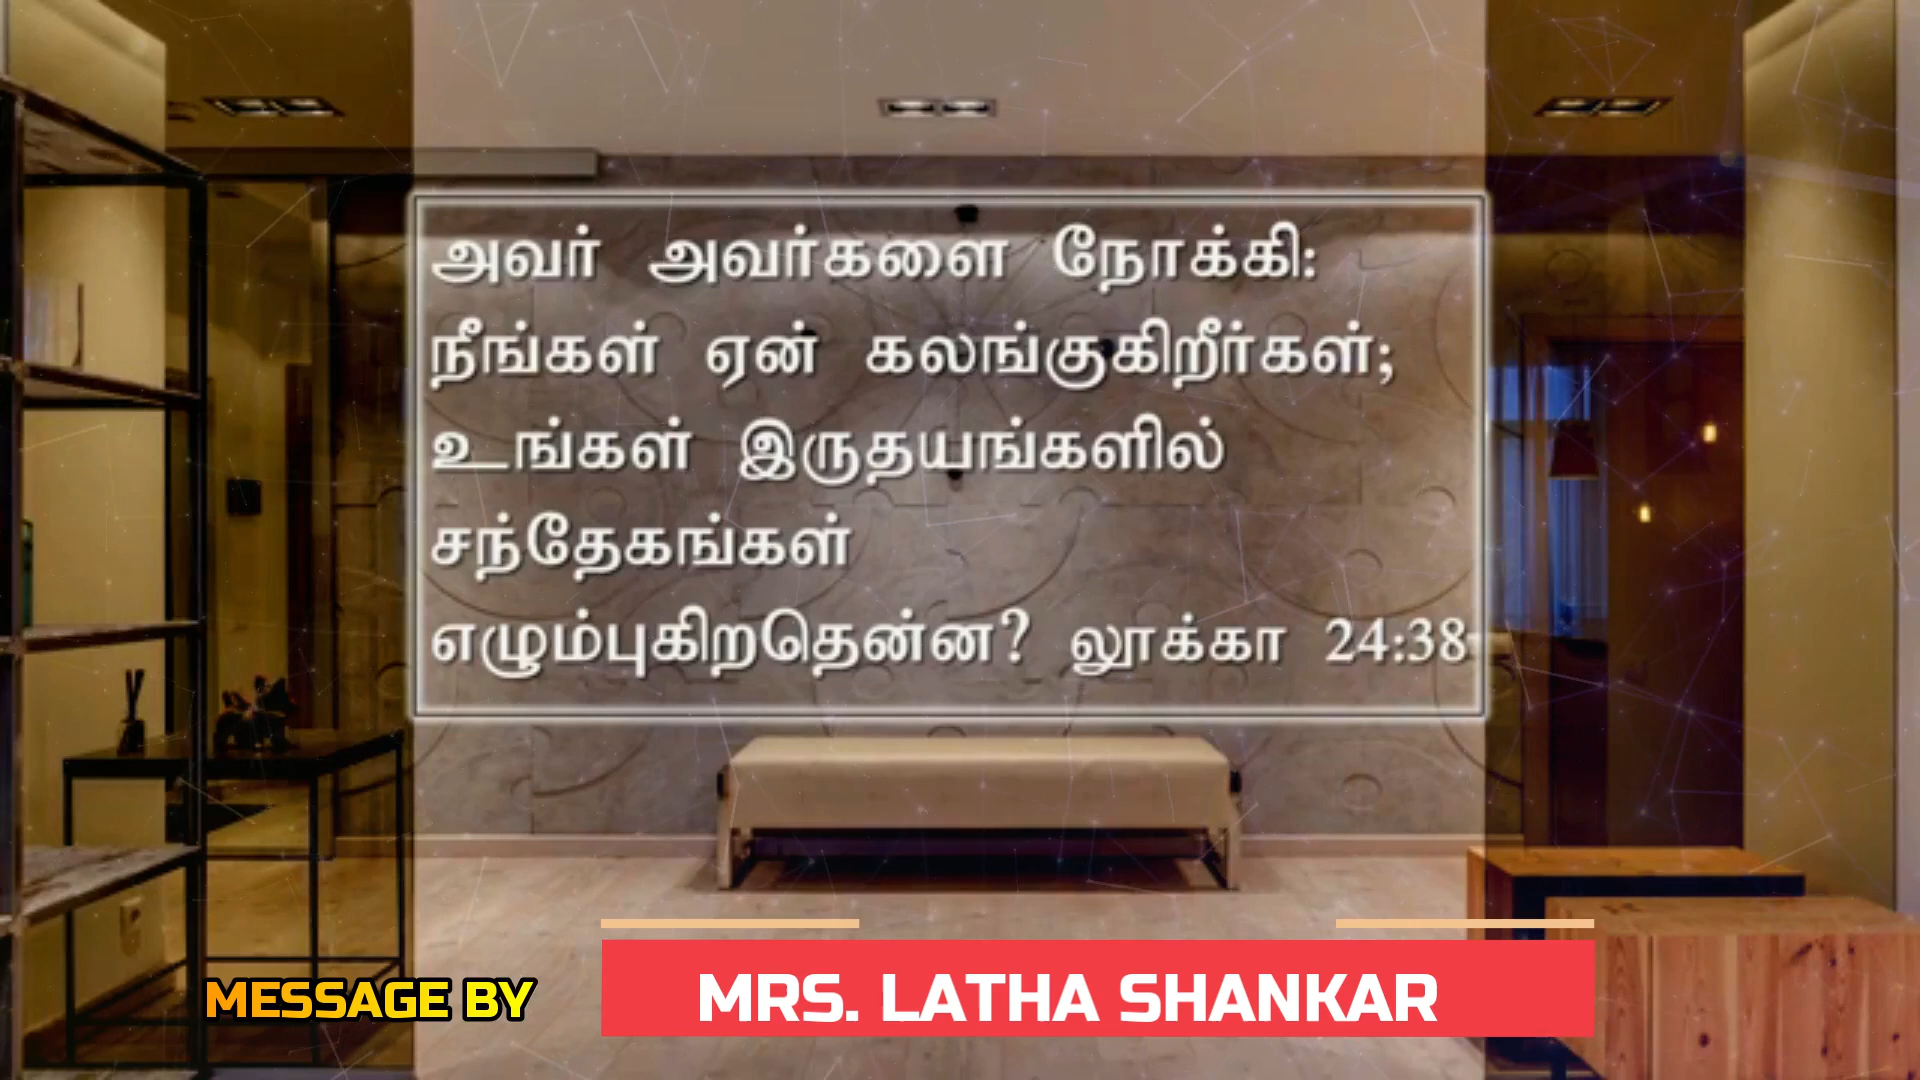 அவர் அவர்களை நோக்கி:
நீங்கள் ஏன் கலங்குகிறீர்கள்;
உங்கள் இருதயங்களில்
சந்தேகங்கள்
எழும்புகிறதென்ன? லூக்கா 24:38
MESSAGE BY MRS. LATHA SHANKAR